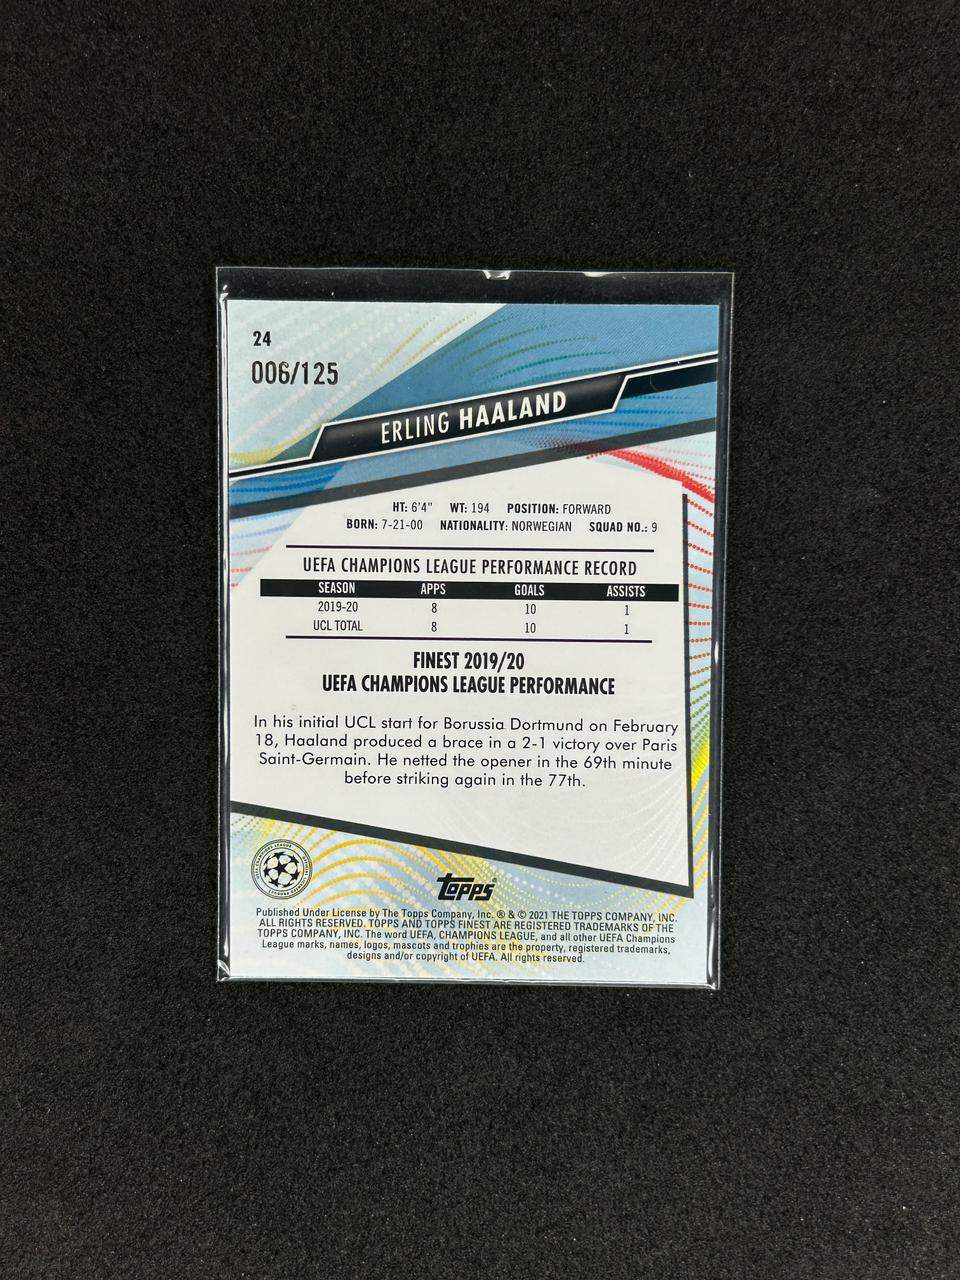 24
006/125
ERLING HAALAND
HT: 6'4" WT: 194 POSITION: FORWARD
BORN: 7-21-00 NATIONALITY: NORWEGIAN SQUAD NO.: 9
UEFA CHAMPIONS LEAGUE PERFORMANCE RECORD
SEASON APPS GOALS ASSISTS
2019-20 8 10 1
UCL TOTAL 8 10 1
FINEST 2019/20
UEFA CHAMPIONS LEAGUE PERFORMANCE
In his initial UCL start for Borussia Dortmund on February
18, Haaland produced a brace in a 2-1 victory over Paris
Saint-Germain. He netted the opener in the 69th minute
before striking again in the 77th.
topps
Published Under License by The Topps Company, Inc. ® & © 2021 THE TOPPS COMPANY, INC.
ALL RIGHTS RESERVED. TOPPS AND TOPPS FINEST ARE REGISTERED TRADEMARKS OF THE
TOPPS COMPANY, INC. The word UEFA, CHAMPIONS LEAGUE, and all other UEFA Champions
League marks, names, logos, mascots and trophies are the property, registered trademarks,
designs and/or copyright of UEFA. All rights reserved.